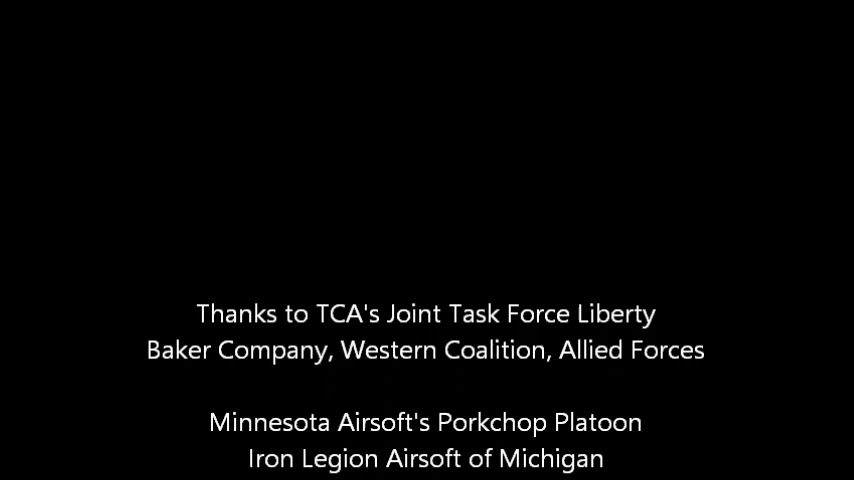 Thanks to TCA's Joint Task Force Liberty
Baker Company, Western Coalition, Allied Forces
Minnesota Airsoft's Porkchop Platoon
Iron Legion Airsoft of Michigan